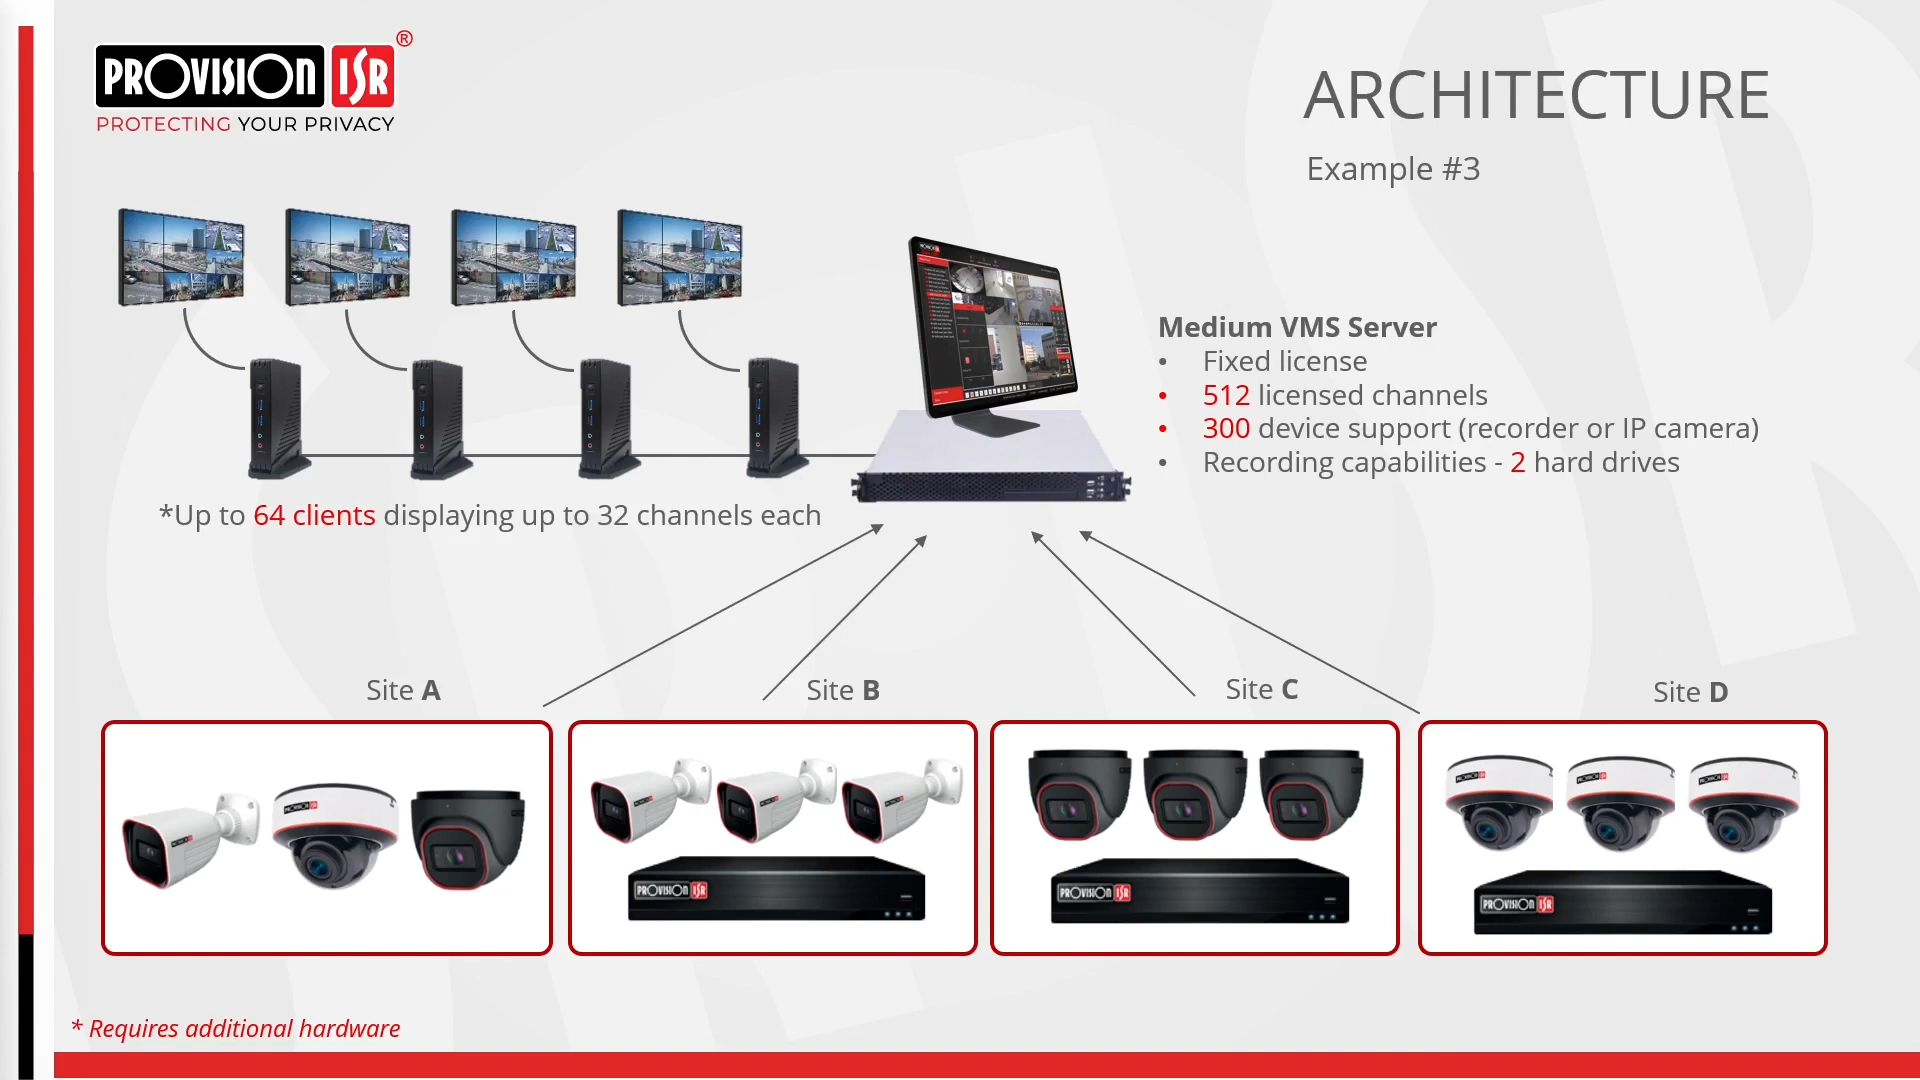 PROVISION ISR®
PROTECTING YOUR PRIVACY
ARCHITECTURE
Example #3
Medium VMS Server
• Fixed license
• 512 licensed channels
• 300 device support (recorder or IP camera)
• Recording capabilities - 2 hard drives
*Up to 64 clients displaying up to 32 channels each
Site A
Site B
Site C
Site D
PROVISION ISR
PROVISION ISR
PROVISION ISR
* Requires additional hardware